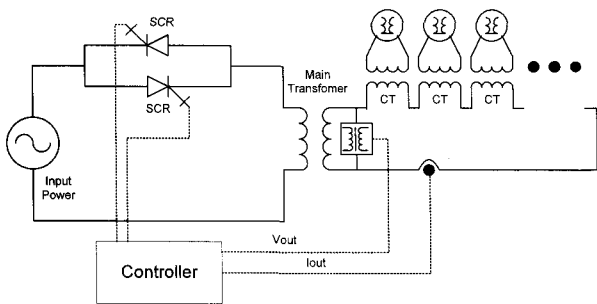 SCR
SCR
Main
Transfomer
CT
CT
CT
Input
Power
Vout
Iout
Controller